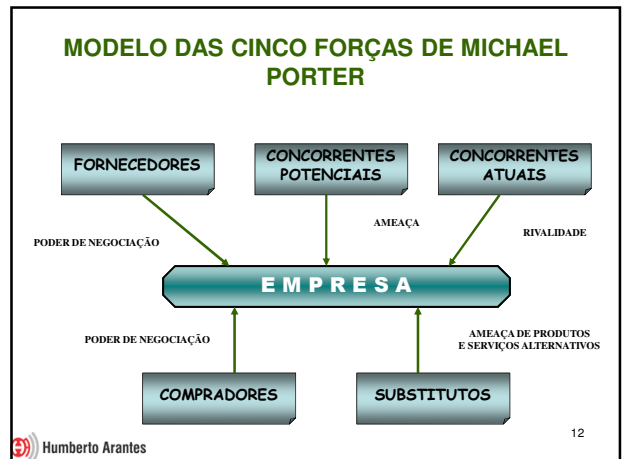 MODELO DAS CINCO FORÇAS DE MICHAEL
PORTER
FORNECEDORES
CONCORRENTES
POTENCIAIS
CONCORRENTES
ATUAIS
PODER DE NEGOCIAÇÃO
AMEAÇA
RIVALIDADE
EMPRESA
PODER DE NEGOCIAÇÃO
AMEAÇA DE PRODUTOS
E SERVIÇOS ALTERNATIVOS
COMPRADORES
SUBSTITUTOS
12
Humberto Arantes